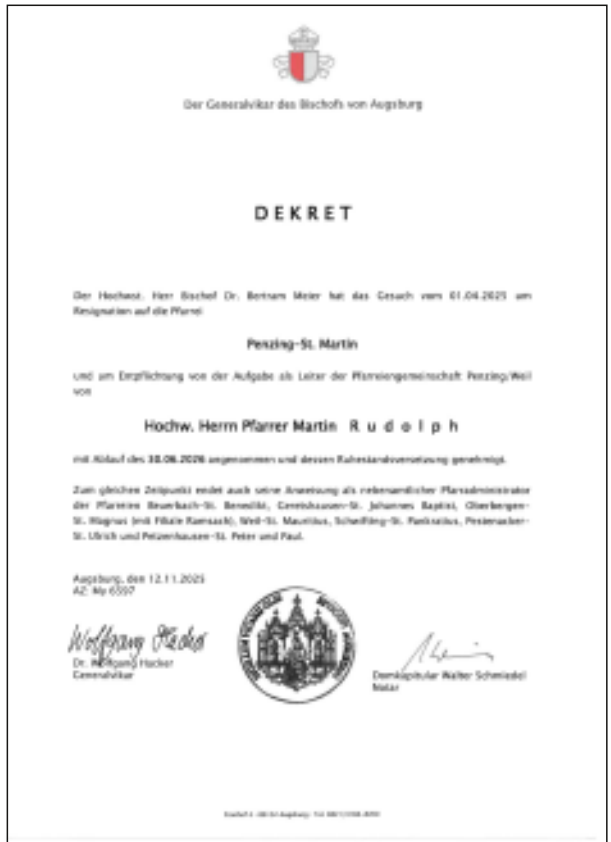 Der Generalvikar des Bischofs von Augsburg
DEKRET
Der Hochwst. Herr Bischof Dr. Bertram Meier hat das Gesuch vom 01.04.2025 um
Resignation auf die Pfarrei
Penzing-St. Martin
und um Entpflichtung von der Aufgabe als Leiter der Pfarreiengemeinschaft Penzing/Weil
von
Hochw. Herrn Pfarrer Martin Rudolph
mit Ablauf des 30.06.2026 angenommen und dessen Ruhestandsversetzung genehmigt.
Zum gleichen Zeitpunkt endet auch seine Anweisung als nebenamtlicher Pfarradministrator
der Pfarreien Beuerbach-St. Benedikt, Geretshausen-St. Johannes Baptist, Oberbergen-
St. Magnus (mit Filiale Ramsach), Weil-St. Mauritius, Schwifting-St. Pankratius, Pestenacker-
St. Ulrich und Petzenhausen-St. Peter und Paul.
Augsburg, den 12.11.2025
AZ: My 6597
Wolfgang Hacker
Dr. Wolfgang Hacker
Generalvikar
Domkapitular Walter Schmiedel
Notar